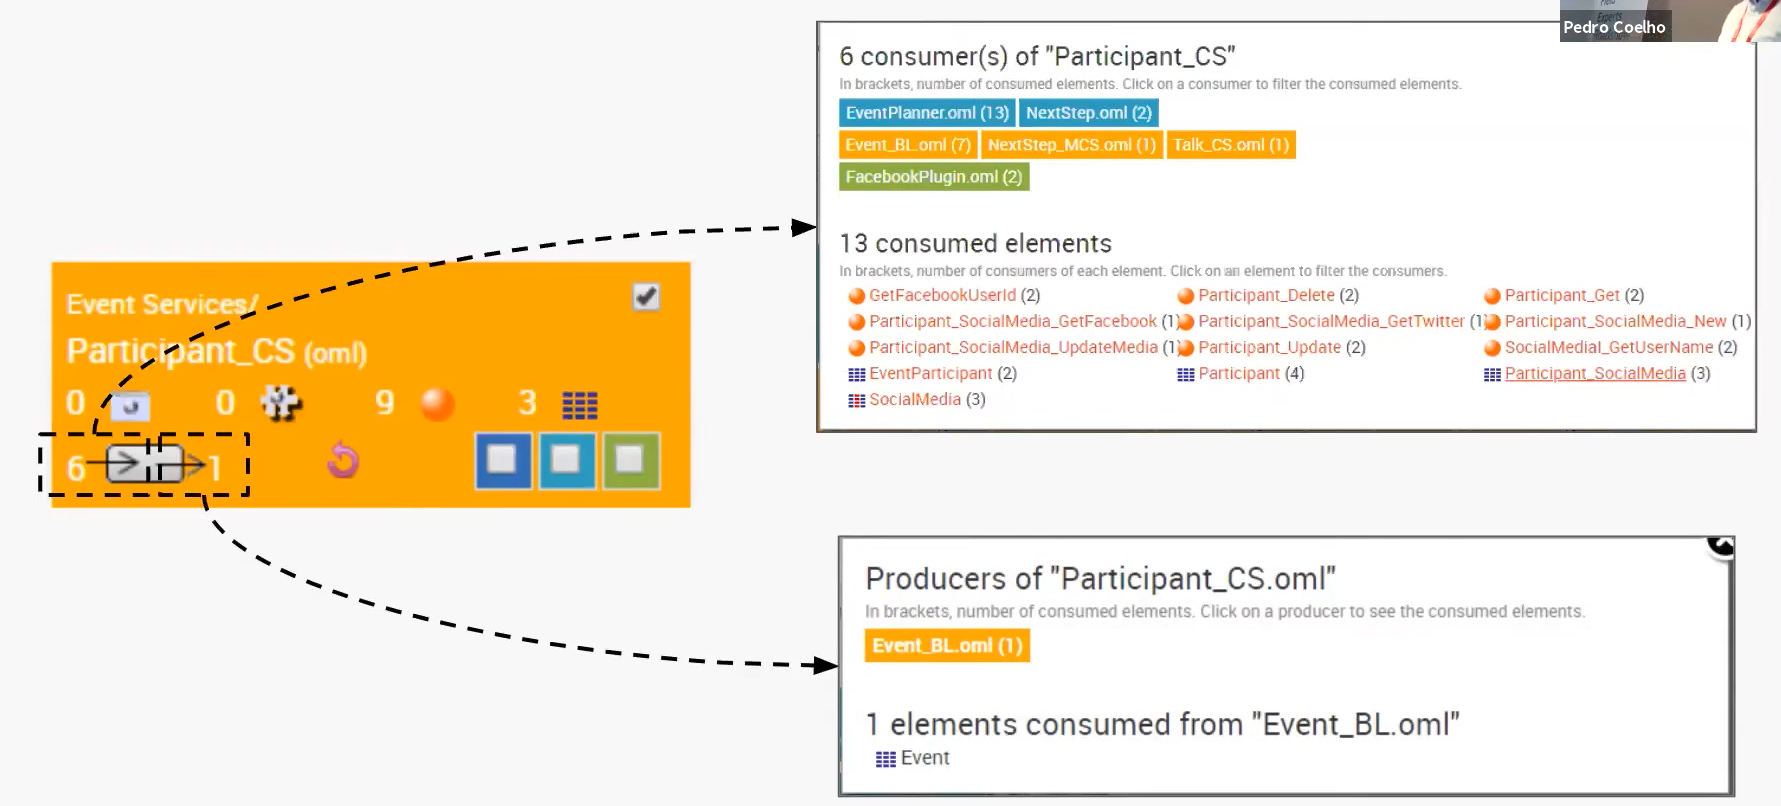 Pedro Coelho
6 consumer(s) of "Participant_CS"
In brackets, number of consumed elements. Click on a consumer to filter the consumed elements.
EventPlanner.oml (13) NextStep.oml (2)
Event_BL.oml (7) NextStep_MCS.oml (1) Talk_CS.oml (1)
FacebookPlugin.oml (2)
13 consumed elements
In brackets, number of consumers of each element. Click on an element to filter the consumers.
GetFacebookUserId (2) Participant_Delete (2) Participant_Get (2)
Participant_SocialMedia_GetFacebook (1) Participant_SocialMedia_GetTwitter (1) Participant_SocialMedia_New (1)
Participant_SocialMedia_UpdateMedia (1) Participant_Update (2) SocialMedial_GetUserName (2)
EventParticipant (2) Participant (4) Participant_SocialMedia (3)
SocialMedia (3)
Event Services/
Participant_CS (oml)
0 0 9 3
6 1
Producers of "Participant_CS.oml"
In brackets, number of consumed elements. Click on a producer to see the consumed elements.
Event_BL.oml (1)
1 elements consumed from "Event_BL.oml"
Event